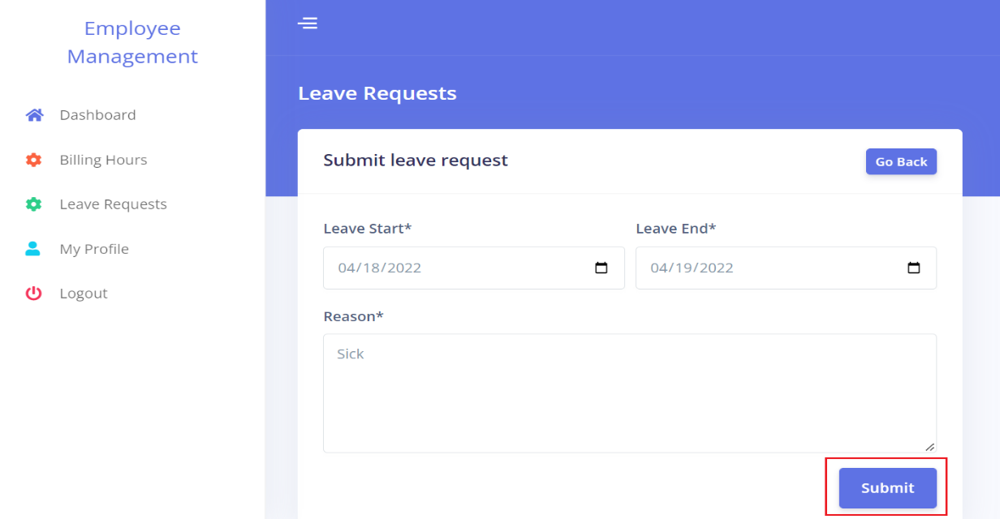 Employee
Management
Dashboard
Billing Hours
Leave Requests
My Profile
Logout
Leave Requests
Submit leave request
Go Back
Leave Start*
Leave End*
04/18/2022
04/19/2022
Reason*
Sick
Submit